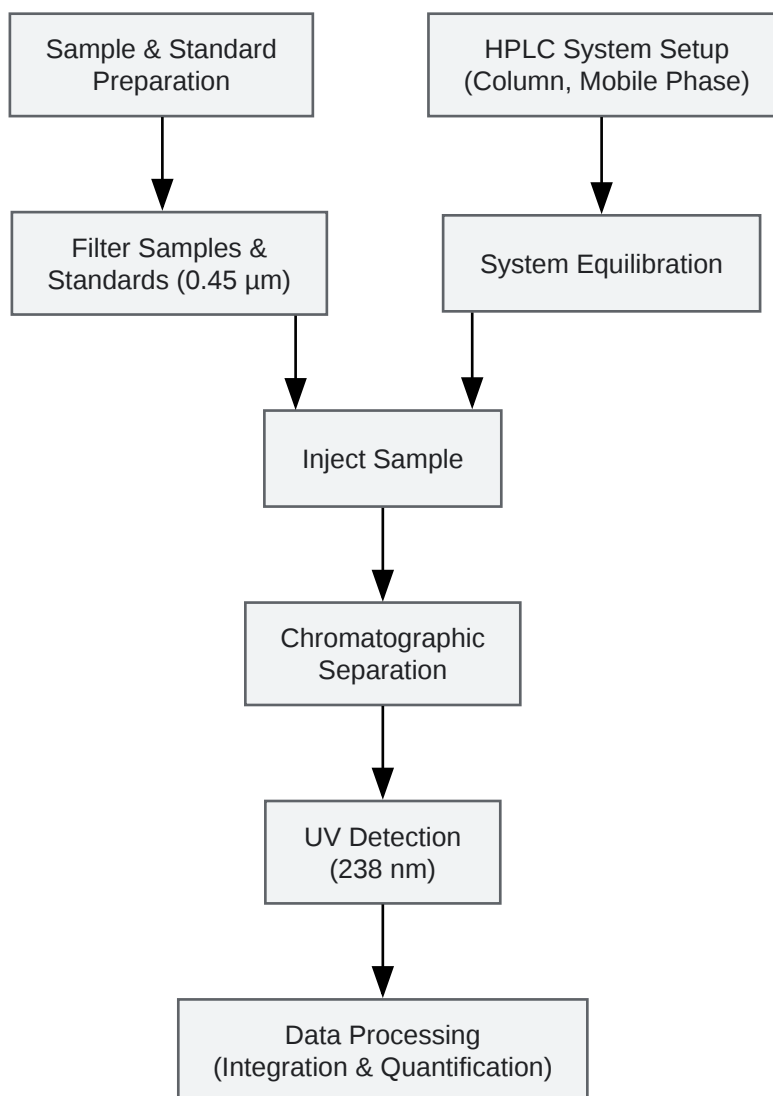 Sample & Standard
Preparation
HPLC System Setup
(Column, Mobile Phase)
Filter Samples &
Standards (0.45 µm)
System Equilibration
Inject Sample
Chromatographic
Separation
UV Detection
(238 nm)
Data Processing
(Integration & Quantification)